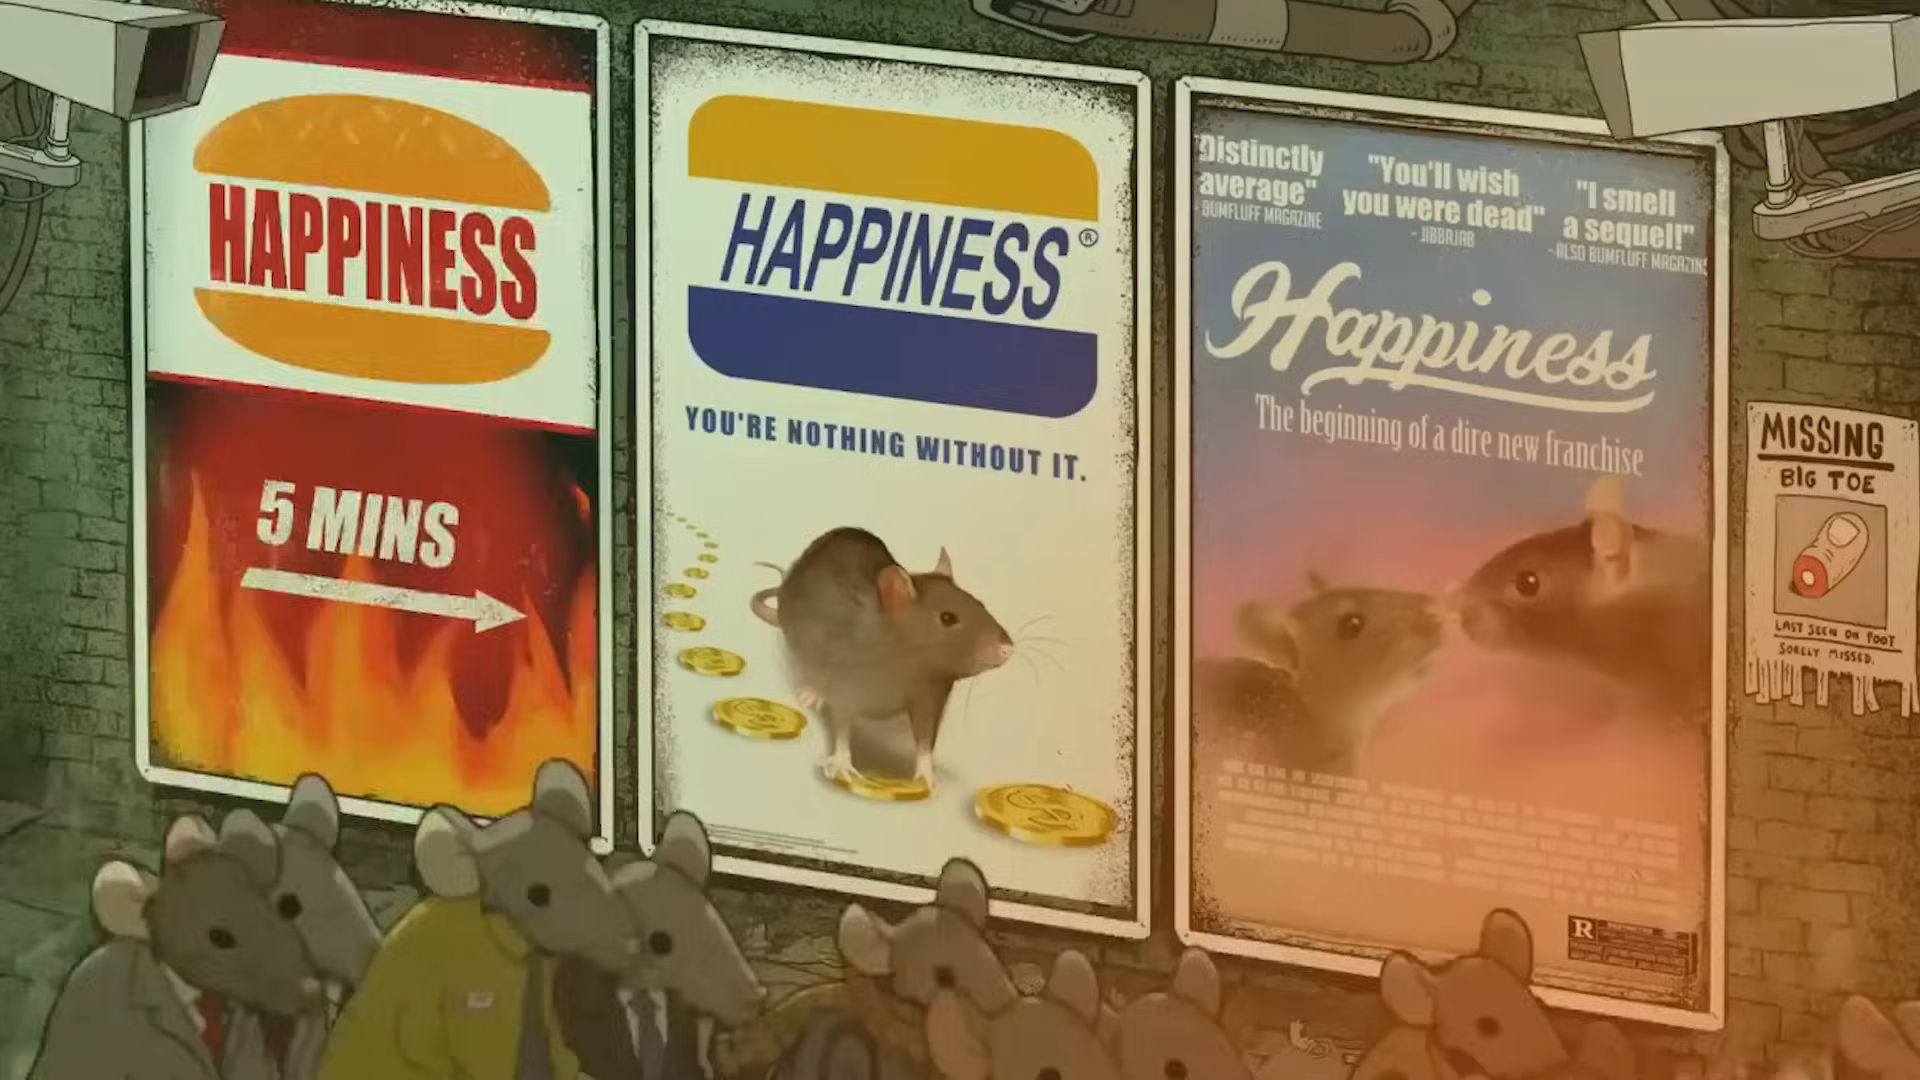 HAPPINESS
5 MINS
HAPPINESS®
YOU'RE NOTHING WITHOUT IT.
Distinctly
average"
- BUMFLUFF MAGAZINE
"You'll wish
you were dead"
- JIBBAJAB
"I smell
a sequel!"
- ALSO BUMFLUFF MAGAZINE
Happiness
The beginning of a dire new franchise
R
MISSING
BIG TOE
LAST SEEN ON FOOT
SORELY MISSED.